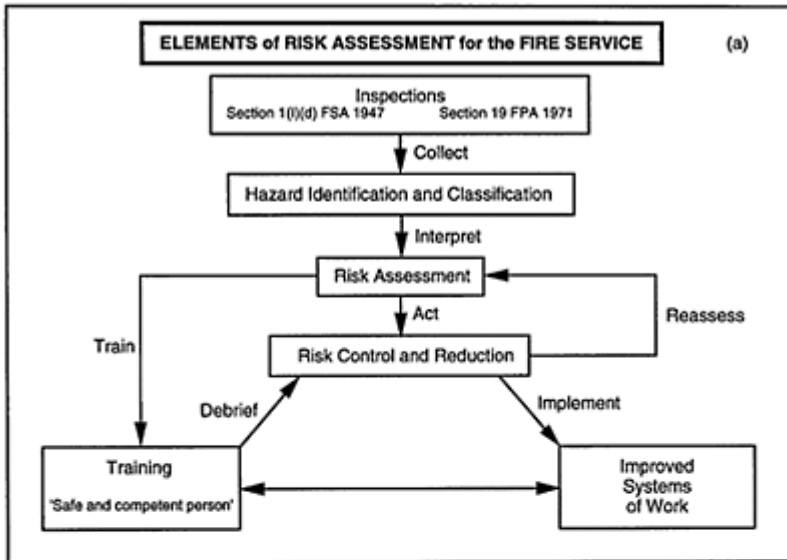 ELEMENTS of RISK ASSESSMENT for the FIRE SERVICE
(a)
Inspections
Section 1(l)(d) FSA 1947 Section 19 FPA 1971
Collect
Hazard Identification and Classification
Interpret
Risk Assessment
Act
Reassess
Train
Risk Control and Reduction
Debrief
Implement
Training
'Safe and competent person'
Improved
Systems
of Work